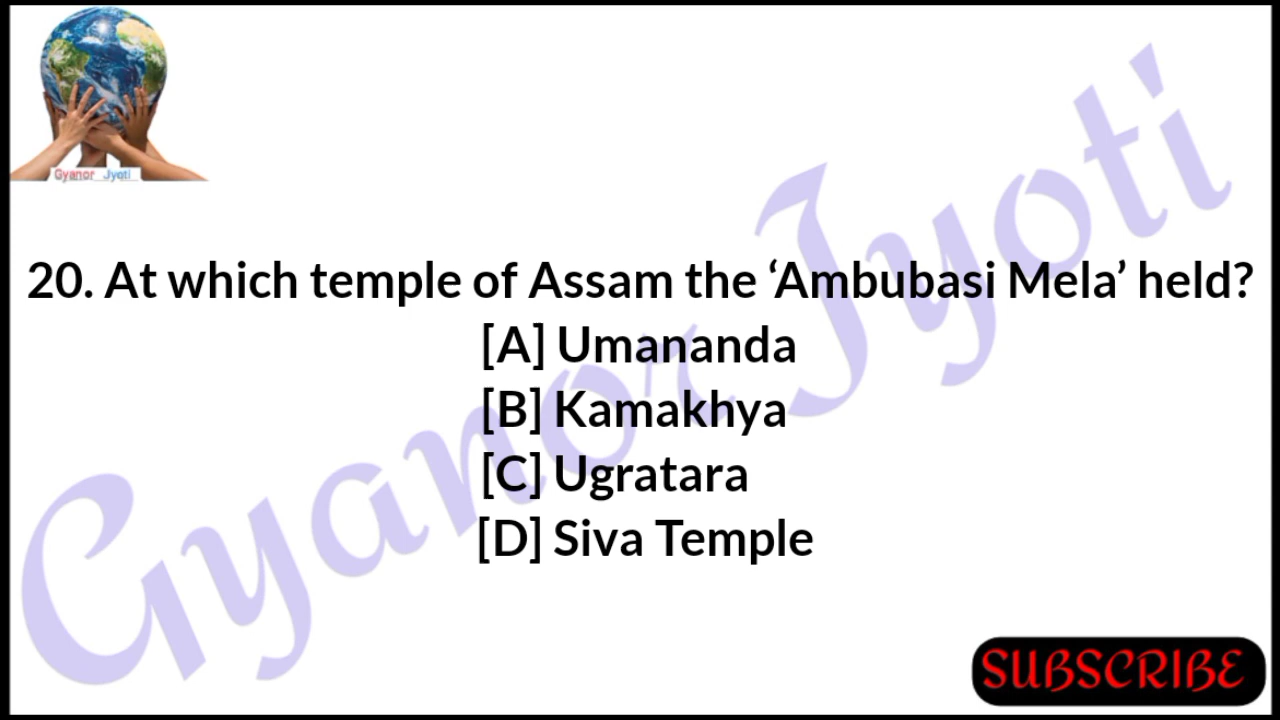 Gyanor Jyoti
20. At which temple of Assam the ‘Ambubasi Mela’ held?
[A] Umananda
[B] Kamakhya
[C] Ugratara
[D] Siva Temple
Gyanor Jyoti
SUBSCRIBE